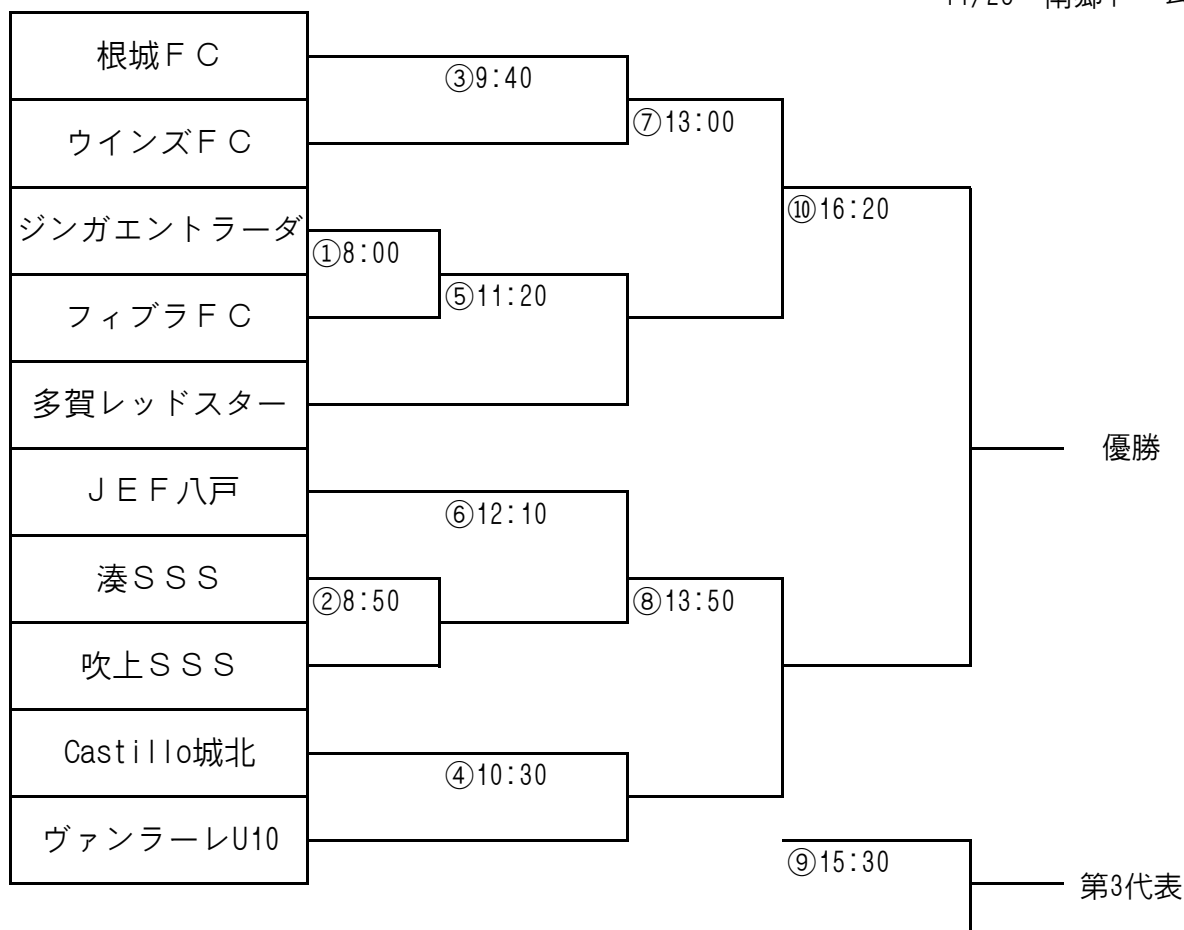 根城ＦＣ
③9:40
⑦13:00
ウインズＦＣ
⑩16:20
ジンガエントラーダ
①8:00
⑤11:20
フィブラＦＣ
多賀レッドスター
優勝
ＪＥＦ八戸
⑥12:10
湊ＳＳＳ
②8:50
⑧13:50
吹上ＳＳＳ
Castillo城北
④10:30
ヴァンラーレU10
⑨15:30
第3代表